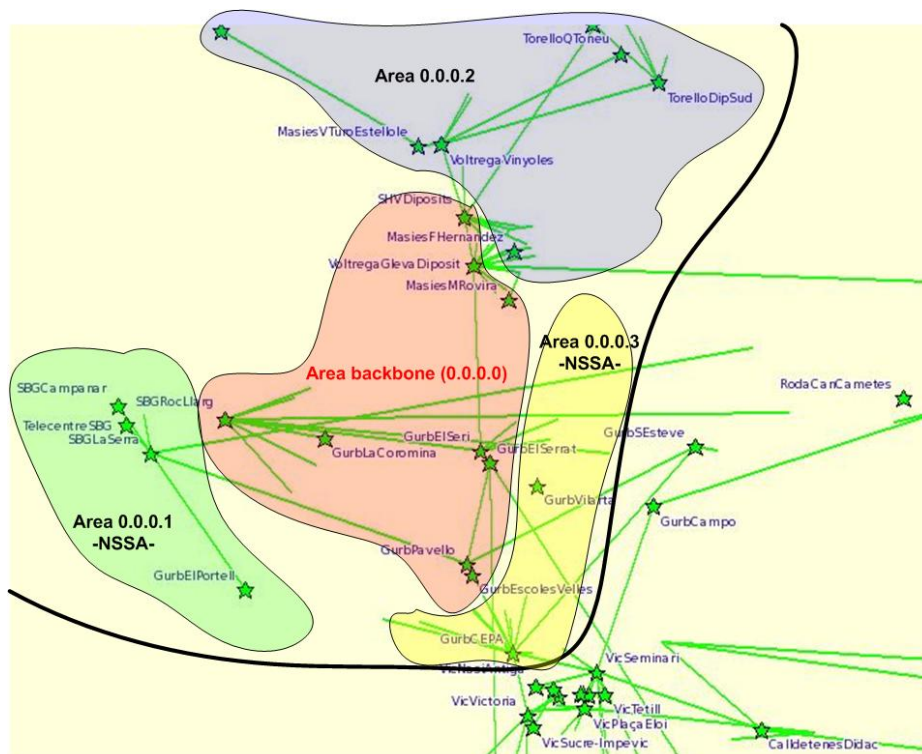 TorelloQToneu
Area 0.0.0.2
TorelloDipSud
MasiesVTuroEstellole
VoltregaVinyoles
SHVDiposits
MasiesFHernandez
VoltregaGlevaDiposit
MasiesMRovira
Area 0.0.0.3
-NSSA-
Area backbone (0.0.0.0)
SBGCampanar
SBGRocLlarg
RodaCanCametes
TelecentreSBG
SBGLaSerra
GurbElSeri
GurbElSerrat
GurbSEsteve
GurbLaCoromina
GurbVilarta
GurbCampo
Area 0.0.0.1
-NSSA-
GurbPavello
GurbElPortell
GurbEscolesVelles
GurbCEPA
VicNasiAntiga
VicSeminari
VicVictoria
VicTetill
VicPlaçaEloi
VicSucre-Impevic
CalldetenesDidac